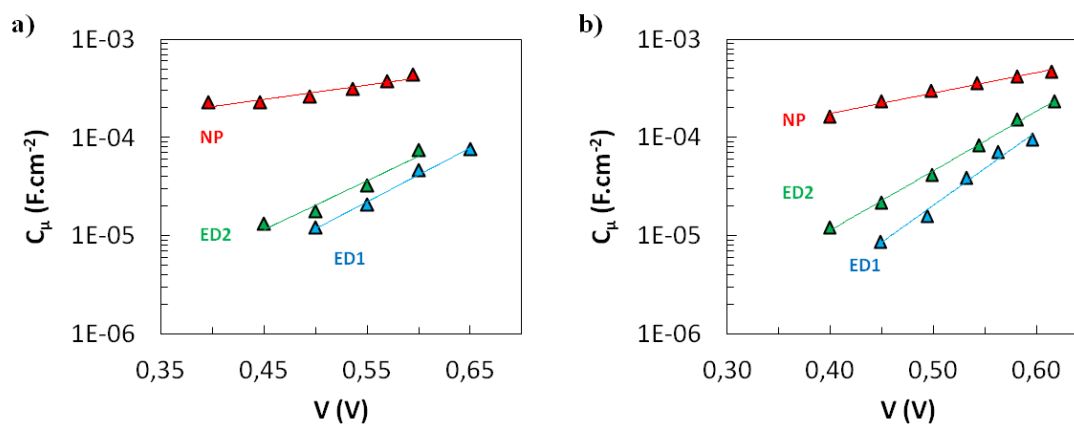 a)
1E-03
1E-04
1E-05
1E-06
Cμ (F.cm-2)
NP
ED2
ED1
0,35
0,45
0,55
0,65
V (V)
b)
1E-03
1E-04
1E-05
1E-06
Cμ (F.cm-2)
NP
ED2
ED1
0,30
0,40
0,50
0,60
V (V)